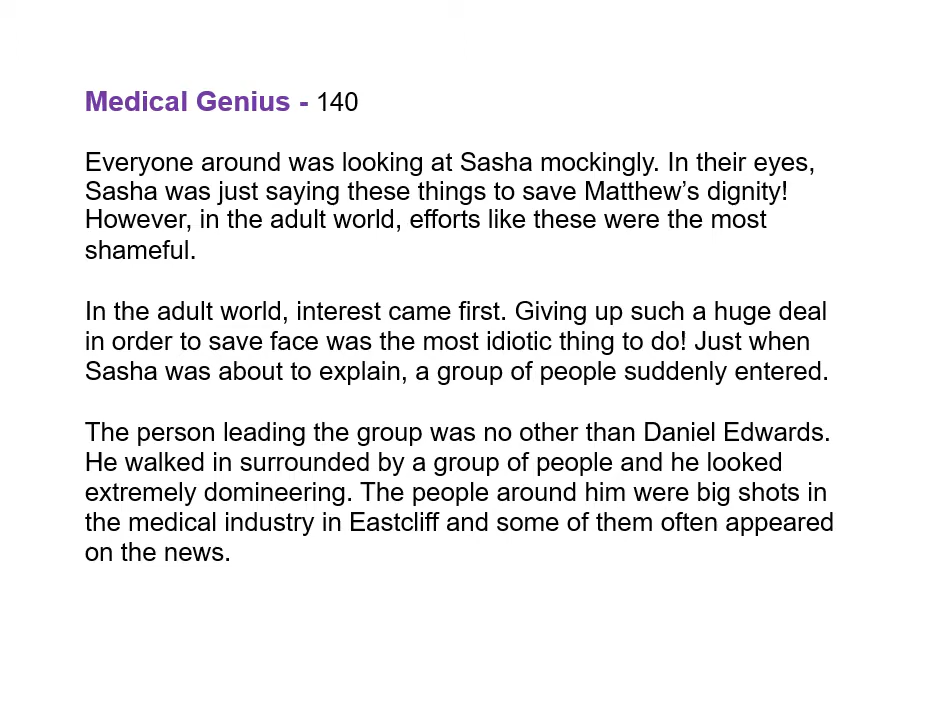 Medical Genius - 140
Everyone around was looking at Sasha mockingly. In their eyes,
Sasha was just saying these things to save Matthew’s dignity!
However, in the adult world, efforts like these were the most
shameful.
In the adult world, interest came first. Giving up such a huge deal
in order to save face was the most idiotic thing to do! Just when
Sasha was about to explain, a group of people suddenly entered.
The person leading the group was no other than Daniel Edwards.
He walked in surrounded by a group of people and he looked
extremely domineering. The people around him were big shots in
the medical industry in Eastcliff and some of them often appeared
on the news.